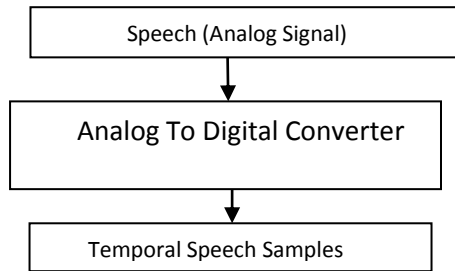 Speech (Analog Signal)
Analog To Digital Converter
Temporal Speech Samples